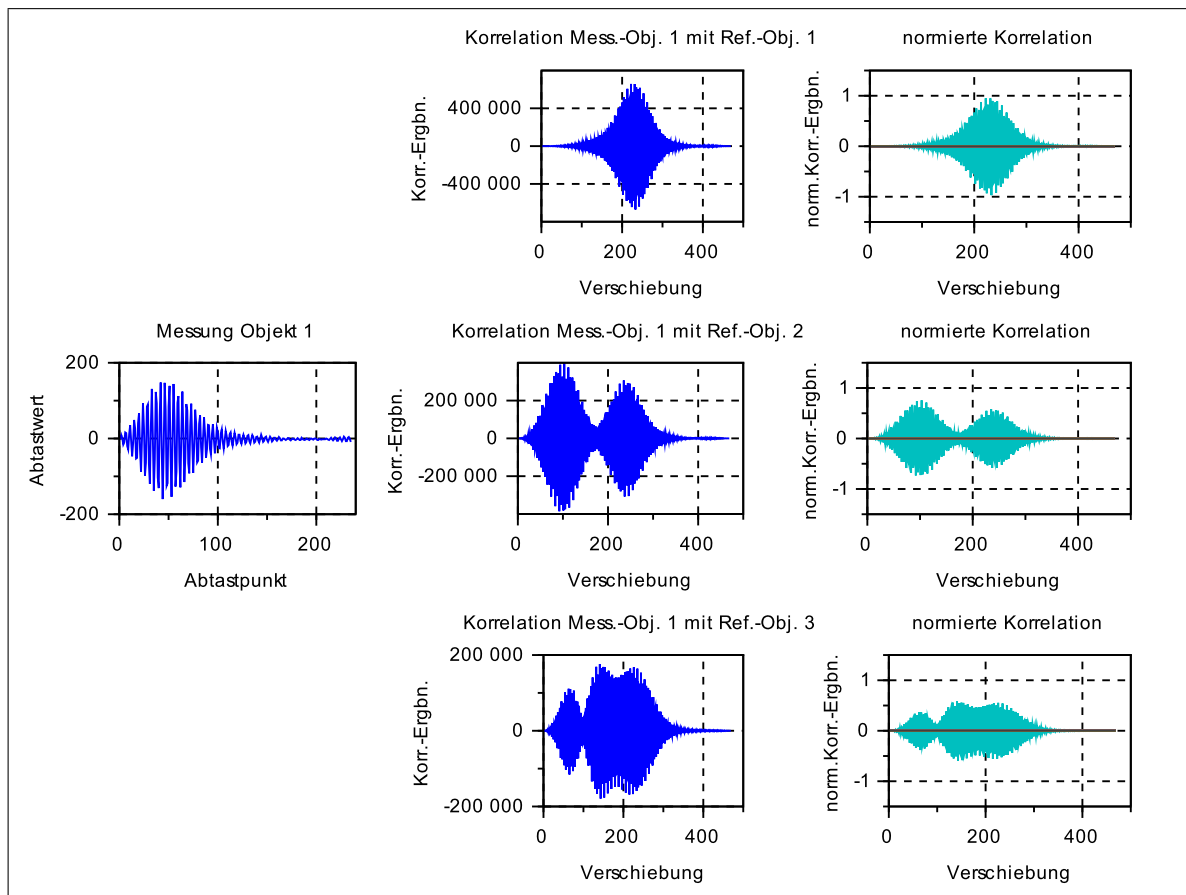 Korrelation Mess.-Obj. 1 mit Ref.-Obj. 1
Korr.-Ergbn.
400 000
0
-400 000
0
200
400
Verschiebung
normierte Korrelation
norm.Korr.-Ergbn.
1
0
-1
0
200
400
Verschiebung
Messung Objekt 1
Abtastwert
200
0
-200
0
100
200
Abtastpunkt
Korrelation Mess.-Obj. 1 mit Ref.-Obj. 2
Korr.-Ergbn.
200 000
0
-200 000
0
200
400
Verschiebung
normierte Korrelation
norm.Korr.-Ergbn.
1
0
-1
0
200
400
Verschiebung
Korrelation Mess.-Obj. 1 mit Ref.-Obj. 3
Korr.-Ergbn.
200 000
0
-200 000
0
200
400
Verschiebung
normierte Korrelation
norm.Korr.-Ergbn.
1
0
-1
0
200
400
Verschiebung